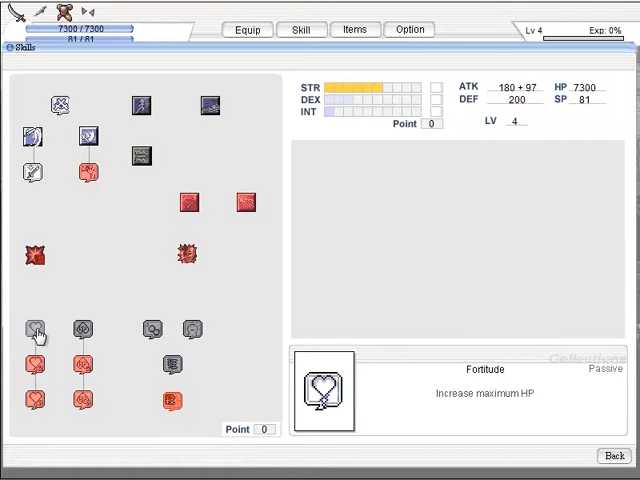 7300 / 7300
81 / 81
Equip
Skill
Items
Option
Lv 4
Exp: 0%
Skills
STR
DEX
INT
Point 0
ATK 180 + 97
DEF 200
HP 7300
SP 81
LV 4
Collections
Fortitude
Passive
Increase maximum HP
Point 0
Back